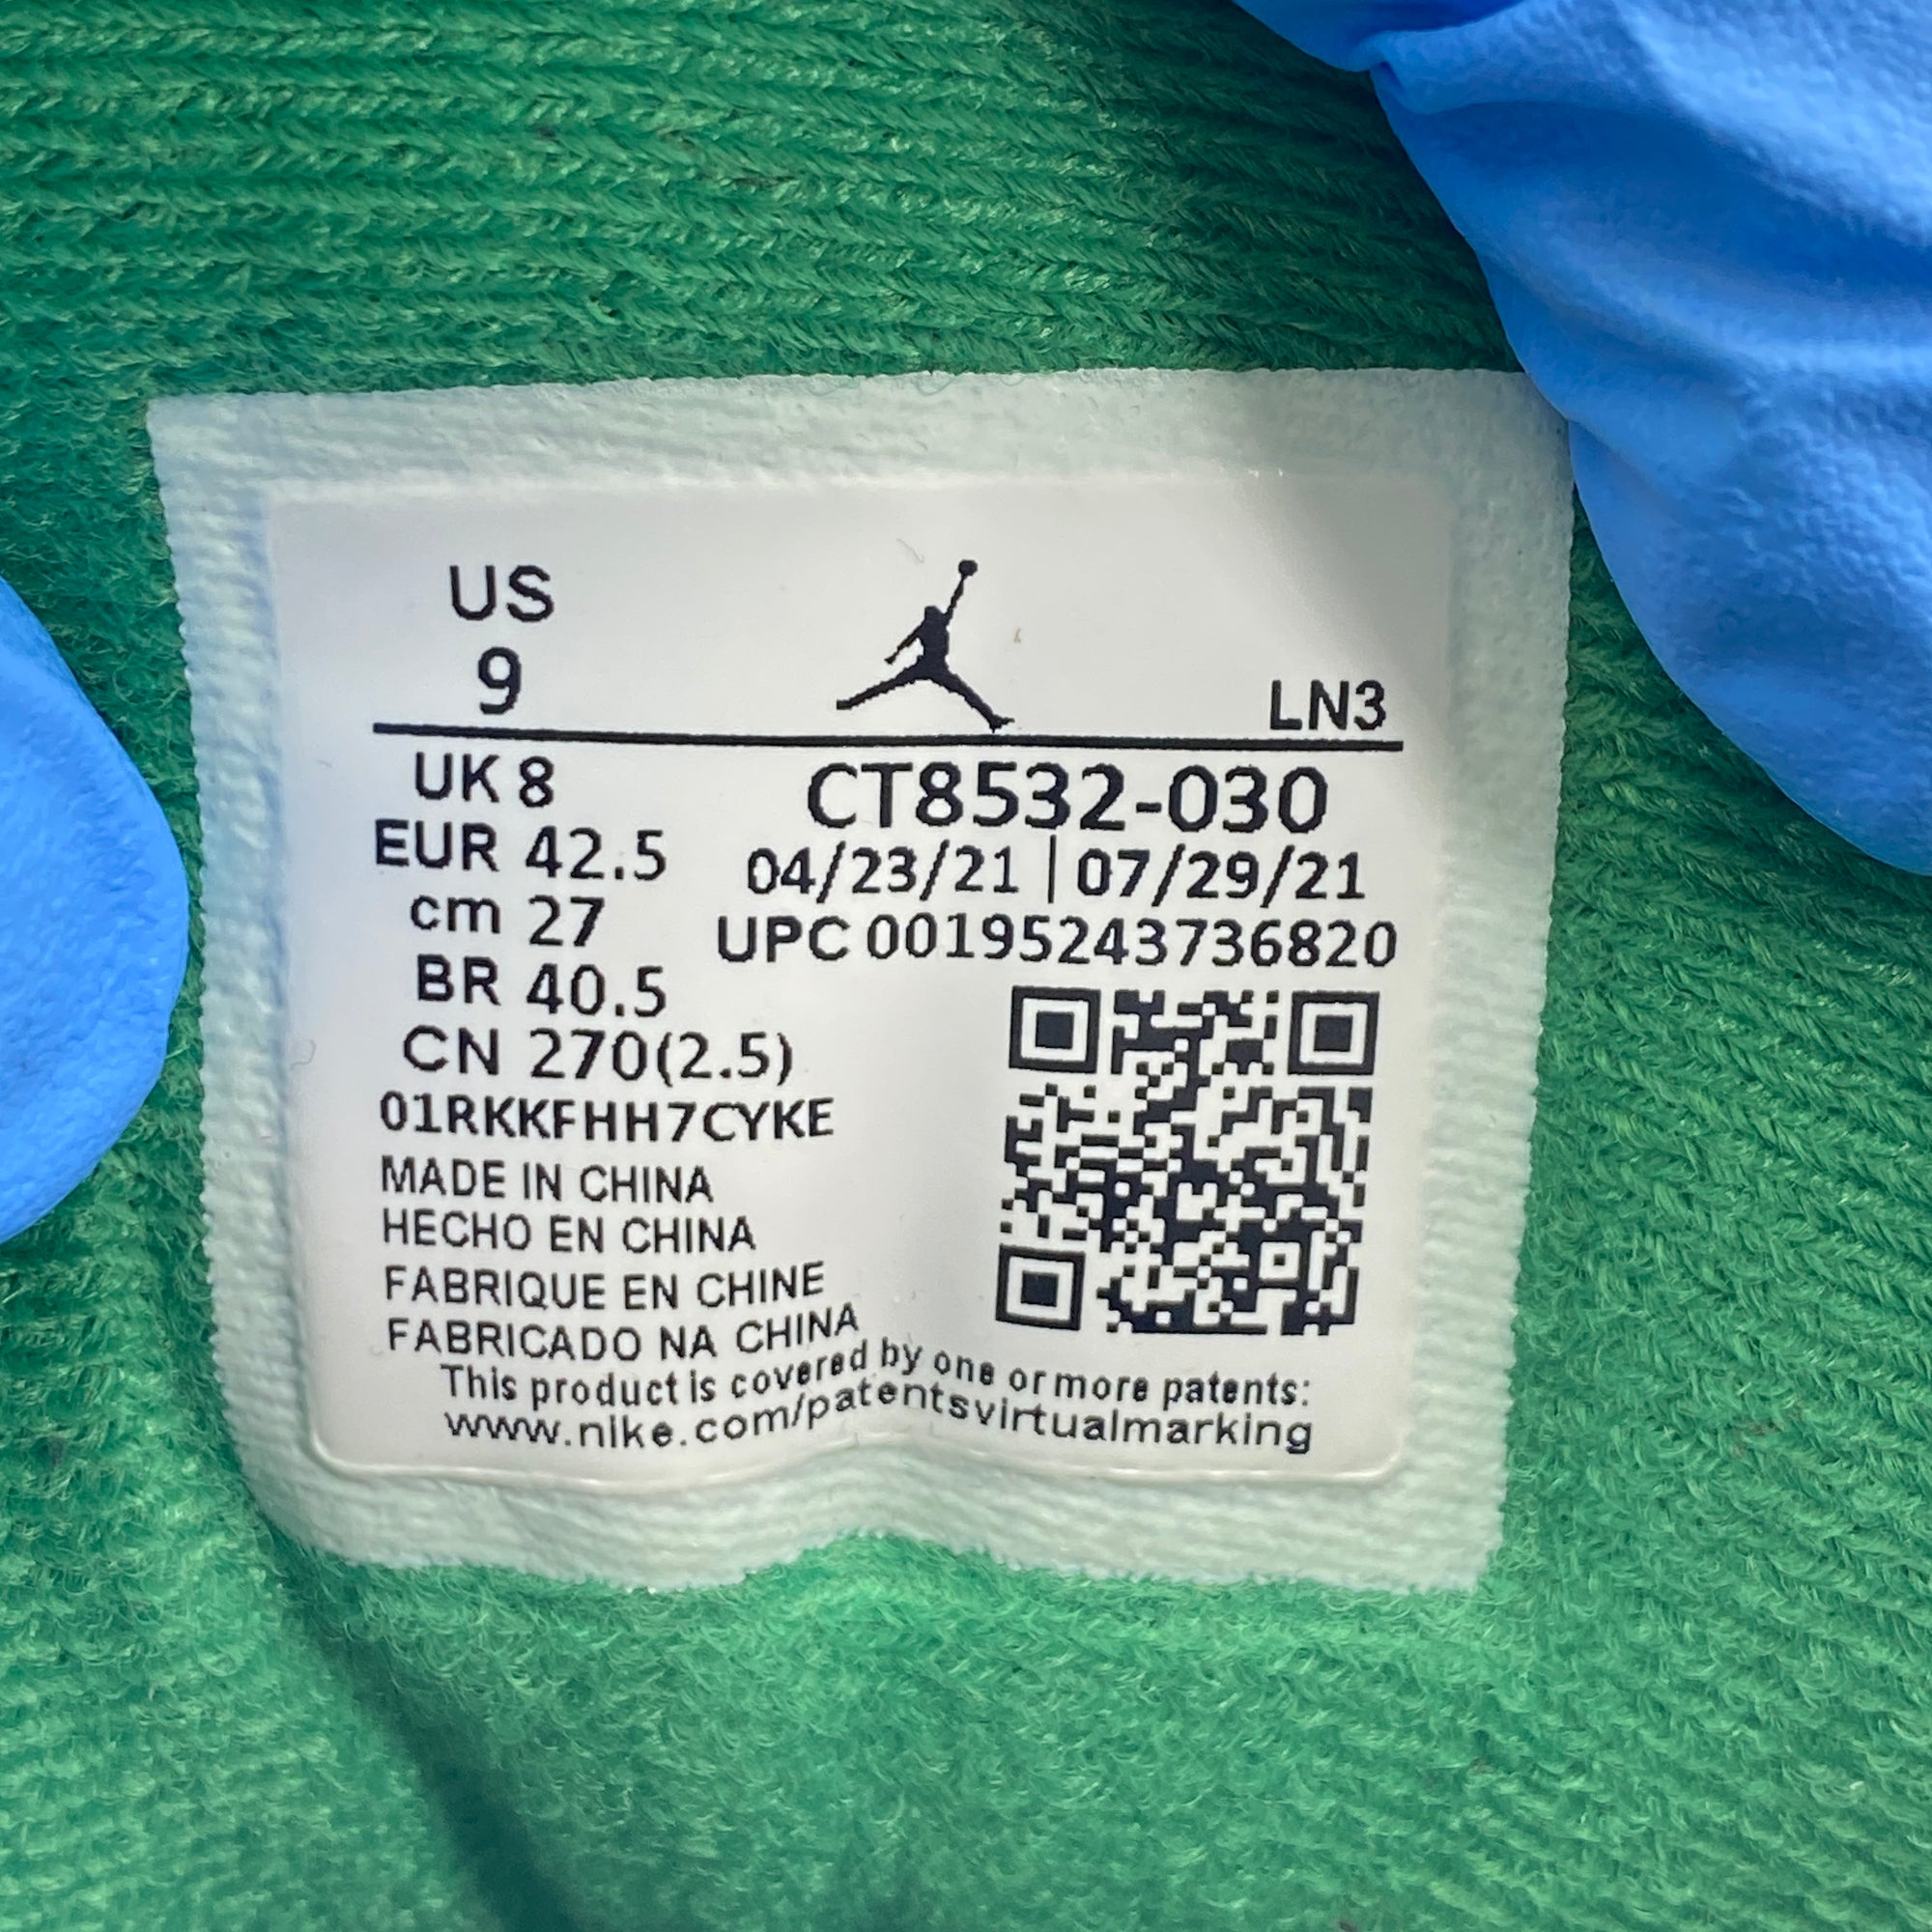 US
9
LN3
UK 8
CT8532-030
EUR 42.5
04/23/21 | 07/29/21
cm 27
UPC 00195243736820
BR 40.5
CN 270(2.5)
01RKKFHH7CYKE
MADE IN CHINA
HECHO EN CHINA
FABRIQUE EN CHINE
FABRICADO NA CHINA
This product is covered by one or more patents:
www.nike.com/patentsvirtualmarking